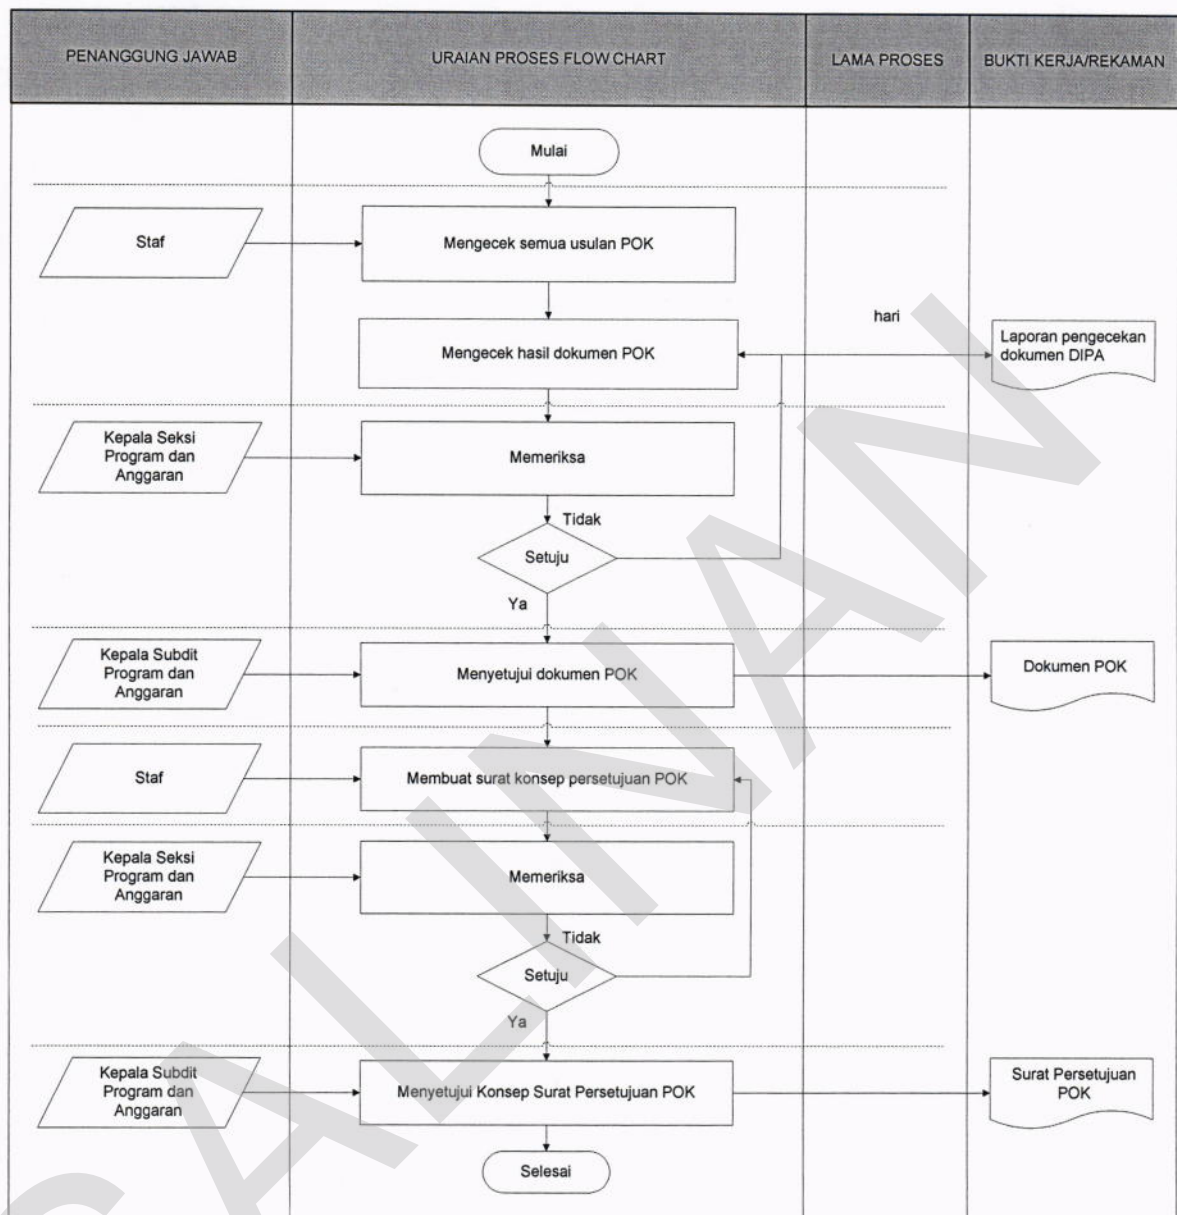 PENANGGUNG JAWAB
URAIAN PROSES FLOW CHART
LAMA PROSES
BUKTI KERJA/REKAMAN
Mulai
Staf
Mengecek semua usulan POK
hari
Mengecek hasil dokumen POK
Laporan pengecekan
dokumen DIPA
Kepala Seksi
Program dan
Anggaran
Memeriksa
Tidak
Setuju
Ya
Kepala Subdit
Program dan
Anggaran
Menyetujui dokumen POK
Dokumen POK
Staf
Membuat surat konsep persetujuan POK
Kepala Seksi
Program dan
Anggaran
Memeriksa
Tidak
Setuju
Ya
Kepala Subdit
Program dan
Anggaran
Menyetujui Konsep Surat Persetujuan POK
Surat Persetujuan
POK
Selesai
SALINAN